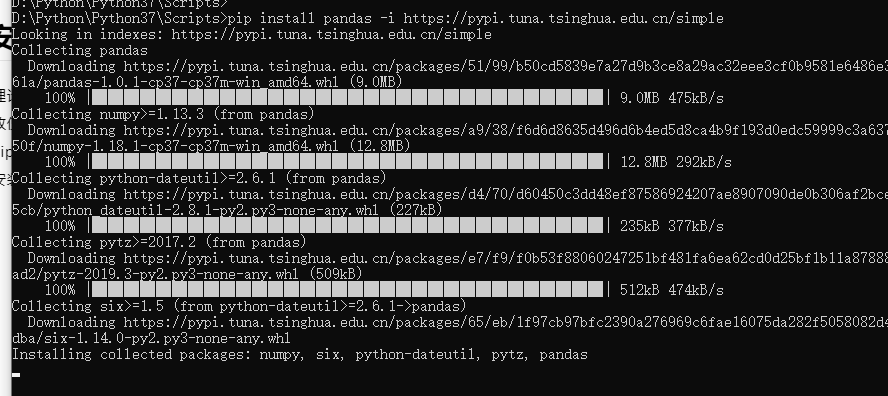 D:\Python\Python37\Scripts>
D:\Python\Python37\Scripts>pip install pandas -i https://pypi.tuna.tsinghua.edu.cn/simple
Looking in indexes: https://pypi.tuna.tsinghua.edu.cn/simple
Collecting pandas
Downloading https://pypi.tuna.tsinghua.edu.cn/packages/51/99/b50cd5839e7a27d9b3ce8a29ac32eee3cf0b9581e6486e3
61a/pandas-1.0.1-cp37-cp37m-win_amd64.whl (9.0MB)
100% | | 9.0MB 475kB/s
Collecting numpy>=1.13.3 (from pandas)
Downloading https://pypi.tuna.tsinghua.edu.cn/packages/a9/38/f6d6d8635d496d6b4ed5d8ca4b9f193d0edc59999c3a637
50f/numpy-1.18.1-cp37-cp37m-win_amd64.whl (12.8MB)
100% | | 12.8MB 292kB/s
Collecting python-dateutil>=2.6.1 (from pandas)
Downloading https://pypi.tuna.tsinghua.edu.cn/packages/d4/70/d60450c3dd48ef87586924207ae8907090de0b306af2bce
5cb/python_dateutil-2.8.1-py2.py3-none-any.whl (227kB)
100% | | 235kB 377kB/s
Collecting pytz>=2017.2 (from pandas)
Downloading https://pypi.tuna.tsinghua.edu.cn/packages/e7/f9/f0b53f88060247251bf481fa6ea62cd0d25bf1b11a87888
ad2/pytz-2019.3-py2.py3-none-any.whl (509kB)
100% | | 512kB 474kB/s
Collecting six>=1.5 (from python-dateutil>=2.6.1->pandas)
Downloading https://pypi.tuna.tsinghua.edu.cn/packages/65/eb/1f97cb97bfc2390a276969c6fae16075da282f5058082d4
dba/six-1.14.0-py2.py3-none-any.whl
Installing collected packages: numpy, six, python-dateutil, pytz, pandas